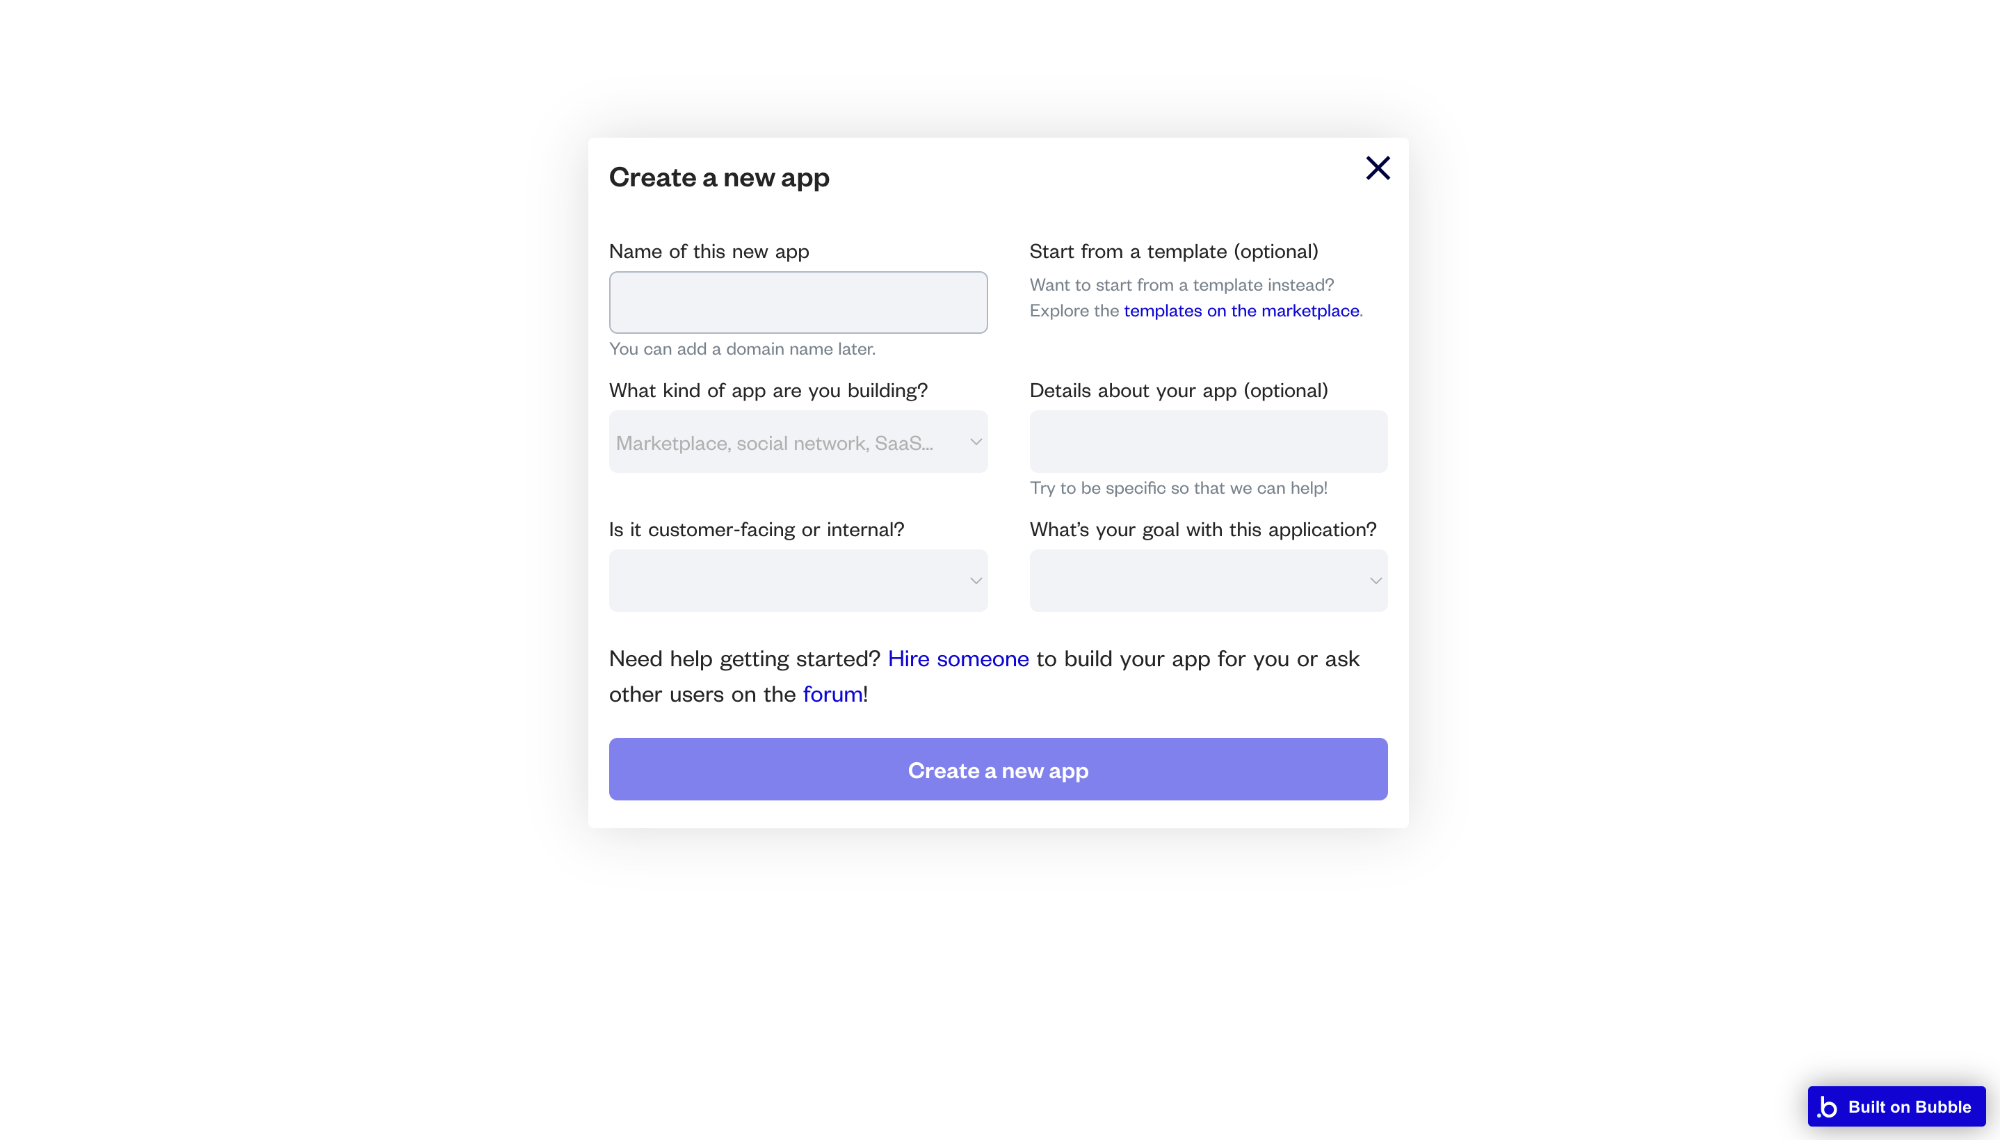 Create a new app
Name of this new app
You can add a domain name later.
Start from a template (optional)
Want to start from a template instead?
Explore the templates on the marketplace.
What kind of app are you building?
Marketplace, social network, SaaS...
Details about your app (optional)
Try to be specific so that we can help!
Is it customer-facing or internal?
What's your goal with this application?
Need help getting started? Hire someone to build your app for you or ask
other users on the forum!
Create a new app
.b Built on Bubble